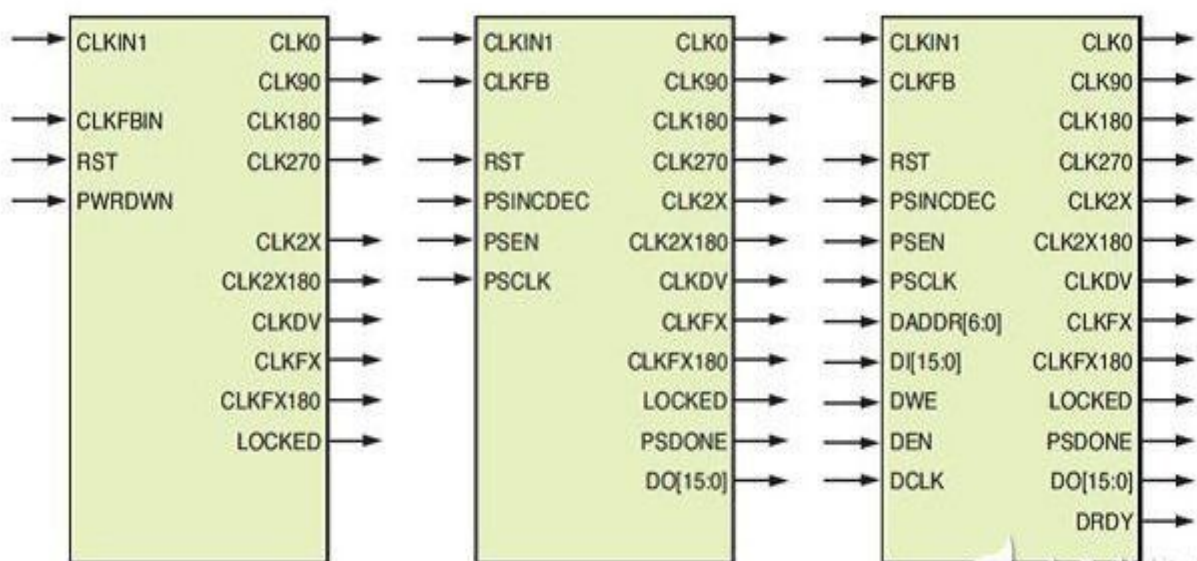 CLKIN1 CLK0
CLK90
CLKFBIN CLK180
RST CLK270
PWRDWN
CLK2X
CLK2X180
CLKDV
CLKFX
CLKFX180
LOCKED
CLKIN1 CLK0
CLKFB CLK90
CLK180
RST CLK270
PSINCDEC CLK2X
PSEN CLK2X180
PSCLK CLKDV
CLKFX
CLKFX180
LOCKED
PSDONE
DO[15:0]
CLKIN1 CLK0
CLKFB CLK90
CLK180
RST CLK270
PSINCDEC CLK2X
PSEN CLK2X180
PSCLK CLKDV
DADDR[6:0] CLKFX
DI[15:0] CLKFX180
DWE LOCKED
DEN PSDONE
DCLK DO[15:0]
DRDY